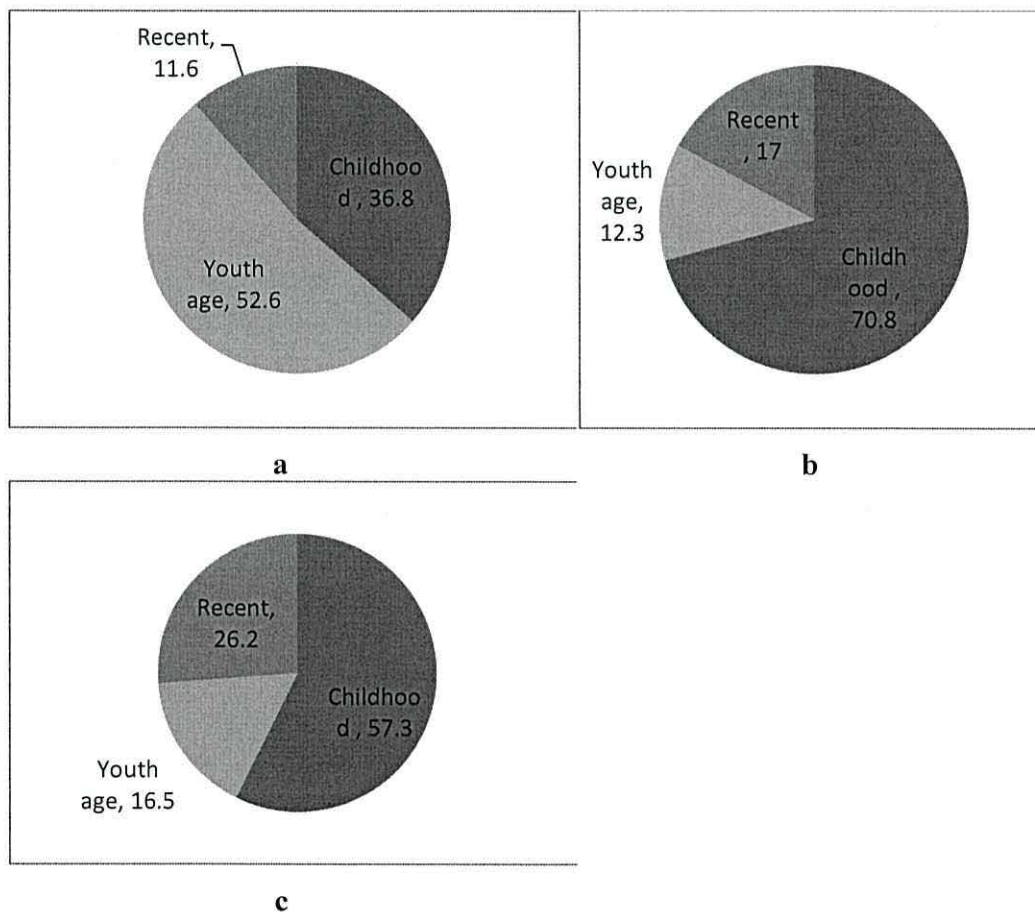 Recent,
11.6
Childhoo
d , 36.8
Youth
age, 52.6
Recent
, 17
Youth
age,
12.3
Childh
ood ,
70.8
a
b
Recent,
26.2
Childhoo
d , 57.3
Youth
age, 16.5
c